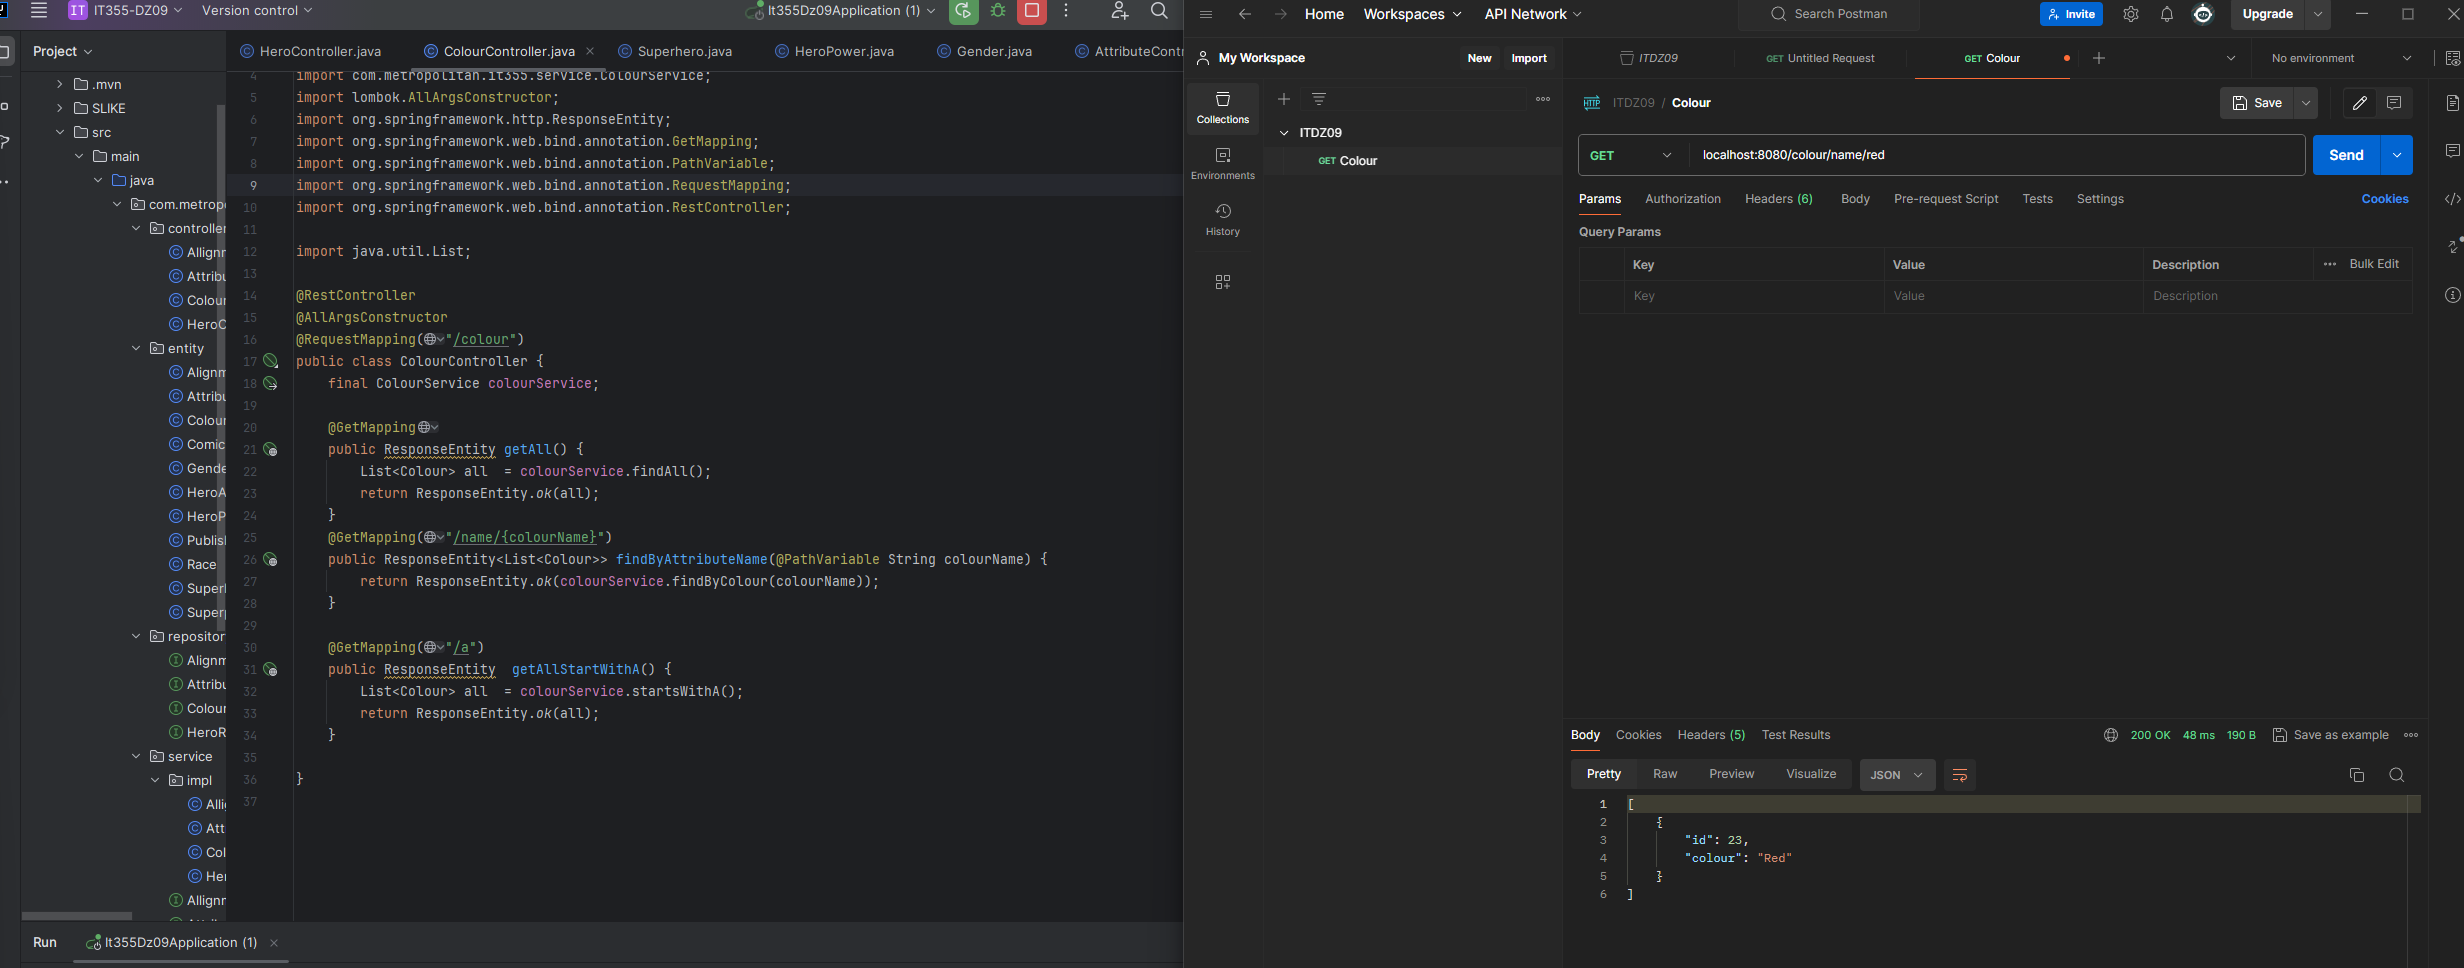 IT IT355-DZ09
Version control
It355Dz09Application (1)
Project
.mvn
SLIKE
src
main
java
com.metrop
controller
Allign
Attribu
Colour
HeroC
entity
Alignm
Attribu
Colour
Comic
Gende
HeroA
HeroP
Publis
Race
Super
Super
repositor
Alignm
Attribu
Colour
HeroR
service
impl
Alli
Att
Col
He
Allignr
HeroController.java
ColourController.java
Superhero.java
HeroPower.java
Gender.java
AttributeCont
4 import com.metropolitan.it355.service.ColourService;
5 import lombok.AllArgsConstructor;
6 import org.springframework.http.ResponseEntity;
7 import org.springframework.web.bind.annotation.GetMapping;
8 import org.springframework.web.bind.annotation.PathVariable;
9 import org.springframework.web.bind.annotation.RequestMapping;
10 import org.springframework.web.bind.annotation.RestController;
11
12 import java.util.List;
13
14 @RestController
15 @AllArgsConstructor
16 @RequestMapping("/colour")
17 public class ColourController {
18 final ColourService colourService;
19
20 @GetMapping
21 public ResponseEntity getAll() {
22 List<Colour> all = colourService.findAll();
23 return ResponseEntity.ok(all);
24 }
25 @GetMapping("/name/{colourName}")
26 public ResponseEntity<List<Colour>> findByAttributeName(@PathVariable String colourName) {
27 return ResponseEntity.ok(colourService.findByColour(colourName));
28 }
29
30 @GetMapping("/a")
31 public ResponseEntity getAllStartWithA() {
32 List<Colour> all = colourService.startsWithA();
33 return ResponseEntity.ok(all);
34 }
35
36 }
37
Run
It355Dz09Application (1)
Home
Workspaces
API Network
Search Postman
Invite
Upgrade
My Workspace
New
Import
ITDZ09
GET Untitled Request
GET Colour
No environment
Collections
Environments
History
ITDZ09
GET Colour
HTTP ITDZ09 / Colour
Save
GET localhost:8080/colour/name/red
Send
Params
Authorization
Headers (6)
Body
Pre-request Script
Tests
Settings
Cookies
Query Params
Key
Value
Description
Bulk Edit
Key
Value
Description
Body
Cookies
Headers (5)
Test Results
200 OK
48 ms
190 B
Save as example
Pretty
Raw
Preview
Visualize
JSON
1 [
2 {
3 "id": 23,
4 "colour": "Red"
5 }
6 ]